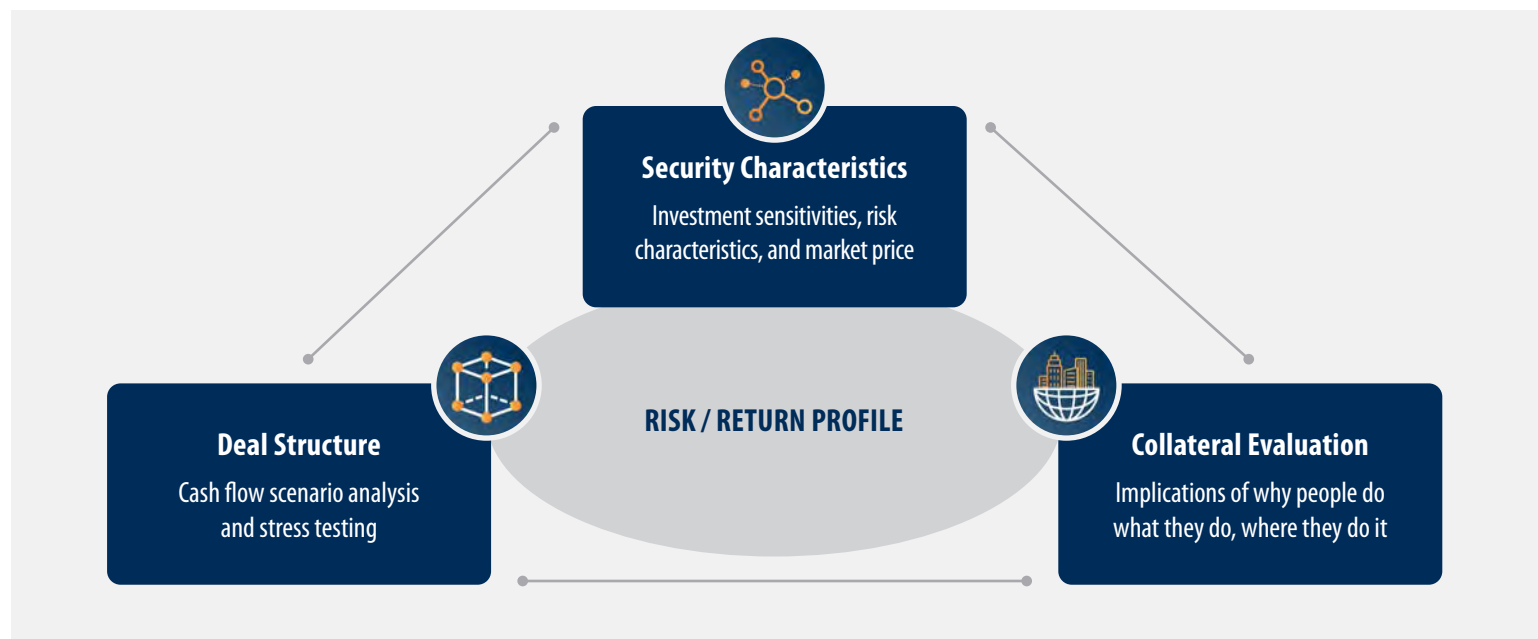 Security Characteristics
Investment sensitivities, risk
characteristics, and market price
RISK / RETURN PROFILE
Deal Structure
Cash flow scenario analysis
and stress testing
Collateral Evaluation
Implications of why people do
what they do, where they do it